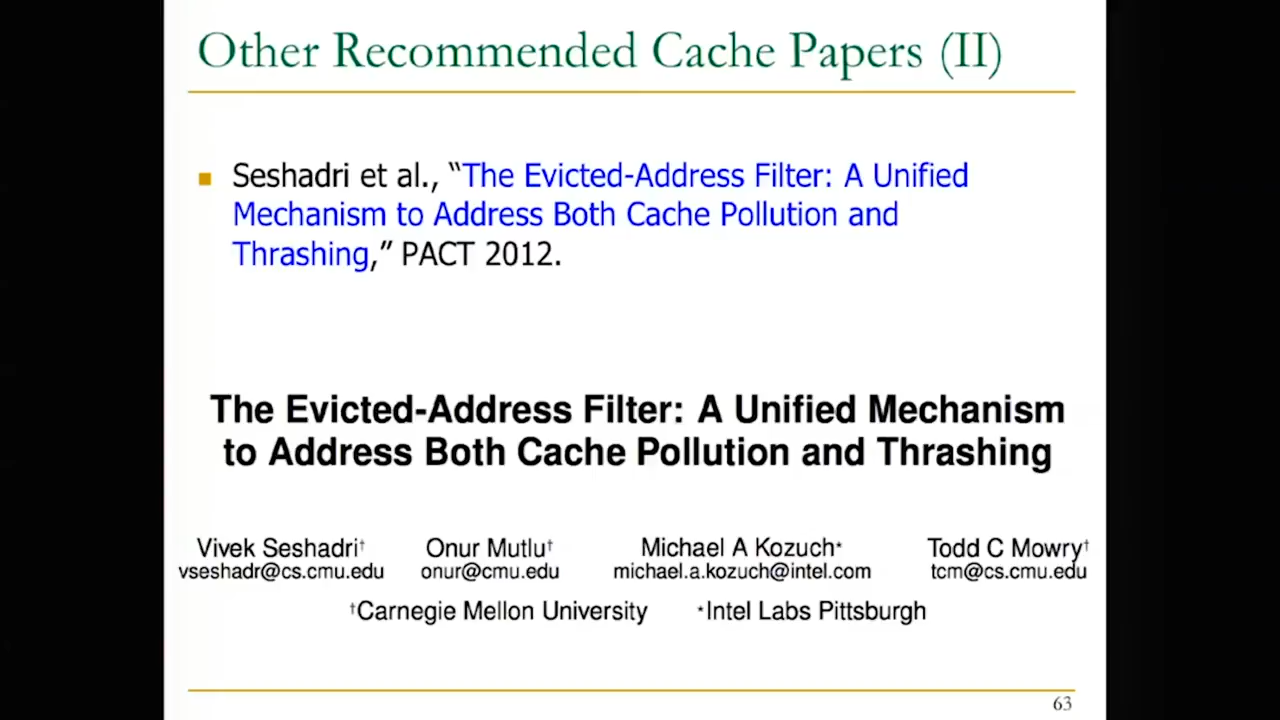 Other Recommended Cache Papers (II)
Seshadri et al., “The Evicted-Address Filter: A Unified
Mechanism to Address Both Cache Pollution and
Thrashing,” PACT 2012.
The Evicted-Address Filter: A Unified Mechanism
to Address Both Cache Pollution and Thrashing
Vivek Seshadri† Onur Mutlu† Michael A Kozuch⋆ Todd C Mowry†
vseshadr@cs.cmu.edu onur@cmu.edu michael.a.kozuch@intel.com tcm@cs.cmu.edu
†Carnegie Mellon University ⋆Intel Labs Pittsburgh
63